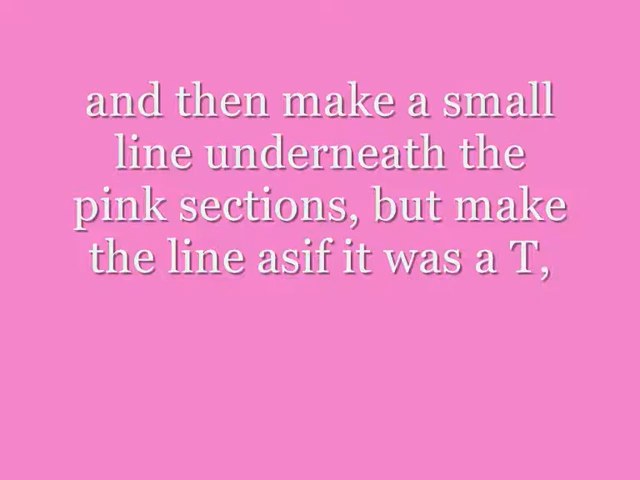 and then make a small
line underneath the
pink sections, but make
the line asif it was a T,